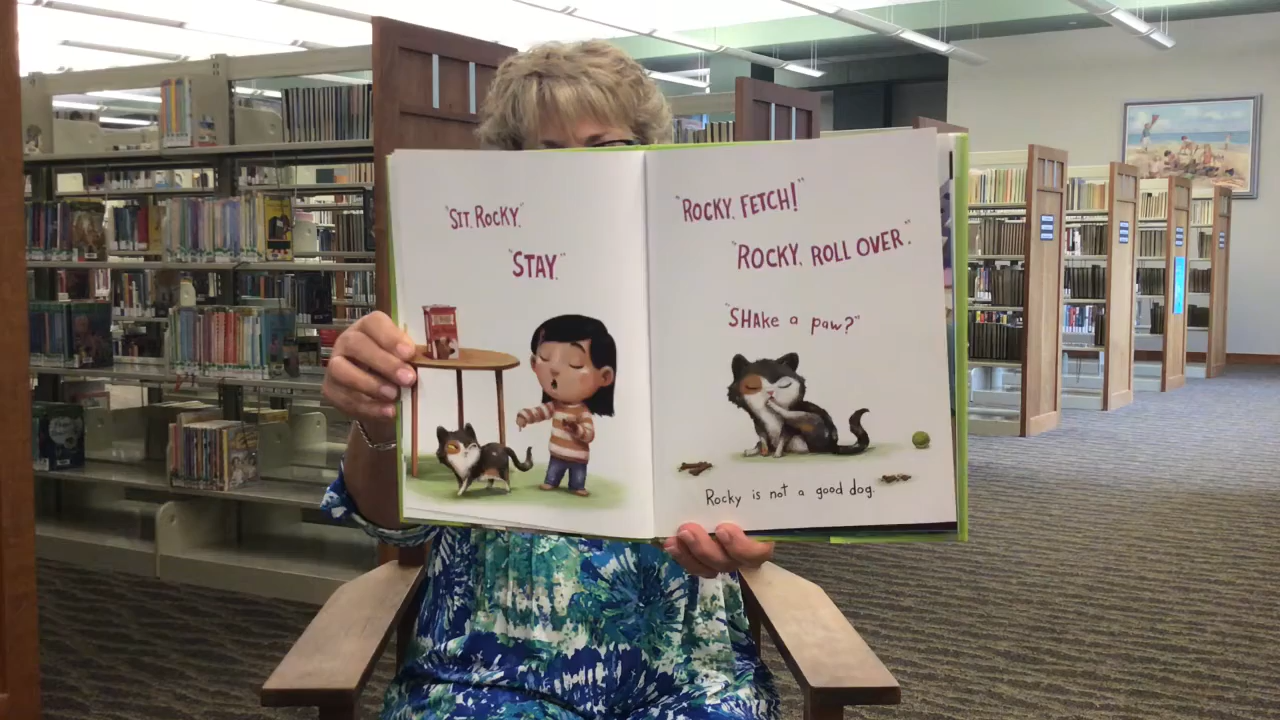 "SIT, ROCKY."
"STAY."
"ROCKY, FETCH!"
"ROCKY, ROLL OVER."
"SHAKe a paw?"
Rocky is not a good dog.